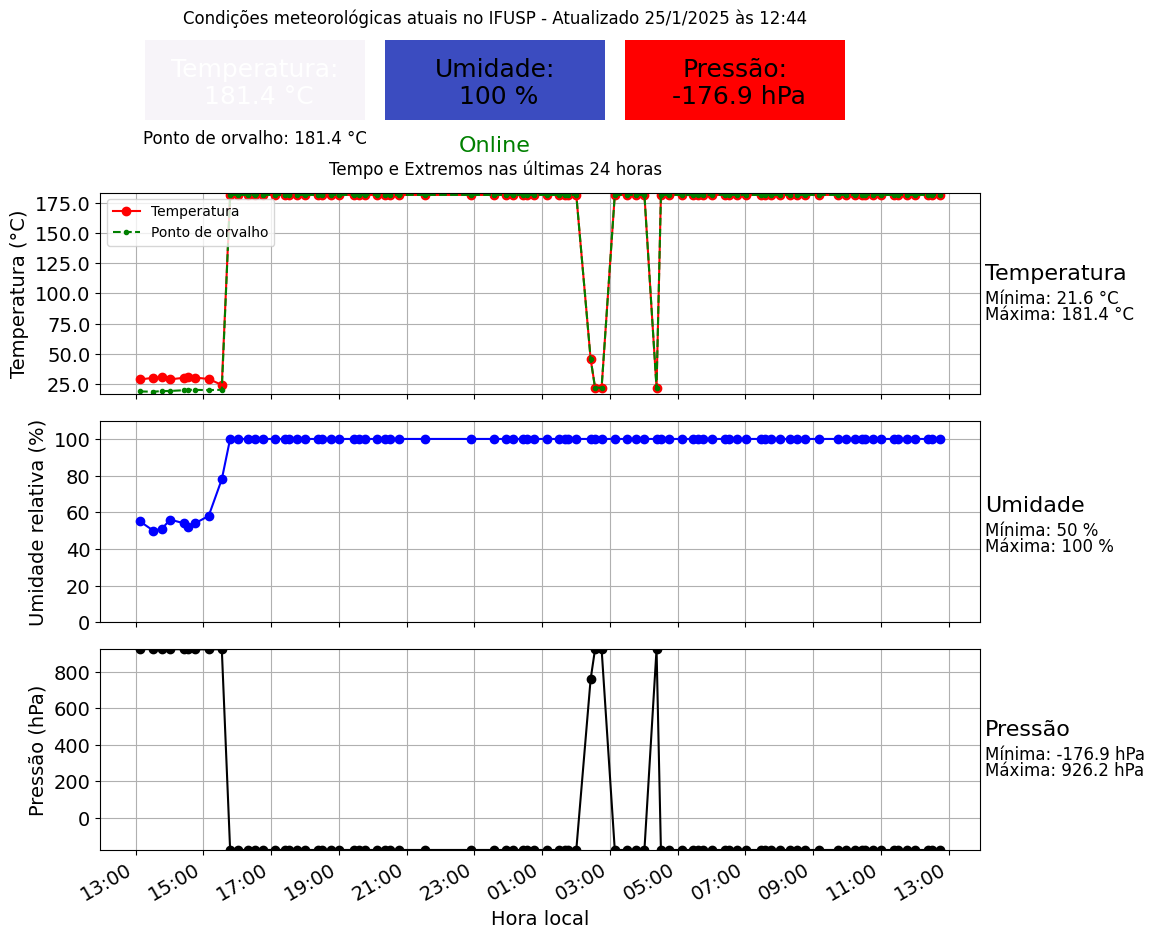 Condições meteorológicas atuais no IFUSP - Atualizado 25/1/2025 às 12:44
Temperatura:
181.4 °C
Umidade:
100 %
Pressão:
-176.9 hPa
Ponto de orvalho: 181.4 °C
Online
Tempo e Extremos nas últimas 24 horas
Temperatura (°C)
175.0
150.0
125.0
100.0
75.0
50.0
25.0
Temperatura
Ponto de orvalho
Temperatura
Mínima: 21.6 °C
Máxima: 181.4 °C
Umidade relativa (%)
100
80
60
40
20
0
Umidade
Mínima: 50 %
Máxima: 100 %
Pressão (hPa)
800
600
400
200
0
Pressão
Mínima: -176.9 hPa
Máxima: 926.2 hPa
13:00 15:00 17:00 19:00 21:00 23:00 01:00 03:00 05:00 07:00 09:00 11:00 13:00
Hora local